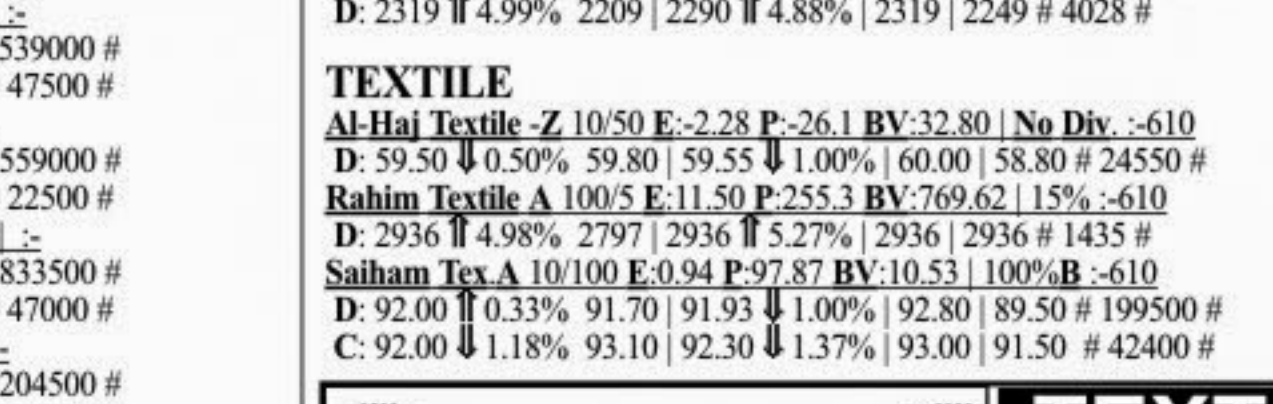 :-
539000 #
47500 #
559000 #
22500 #
| :-
833500 #
47000 #
-
204500 #
D: 2319 ⇑ 4.99% 2209 | 2290 ⇑ 4.88% | 2319 | 2249 # 4028 #
TEXTILE
Al-Haj Textile -Z 10/50 E:-2.28 P:-26.1 BV:32.80 | No Div. :-610
D: 59.50 ⇓ 0.50% 59.80 | 59.55 ⇓ 1.00% | 60.00 | 58.80 # 24550 #
Rahim Textile A 100/5 E:11.50 P:255.3 BV:769.62 | 15% :-610
D: 2936 ⇑ 4.98% 2797 | 2936 ⇑ 5.27% | 2936 | 2936 # 1435 #
Saiham Tex.A 10/100 E:0.94 P:97.87 BV:10.53 | 100%B :-610
D: 92.00 ⇑ 0.33% 91.70 | 91.93 ⇓ 1.00% | 92.80 | 89.50 # 199500 #
C: 92.00 ⇓ 1.18% 93.10 | 92.30 ⇓ 1.37% | 93.00 | 91.50 # 42400 #